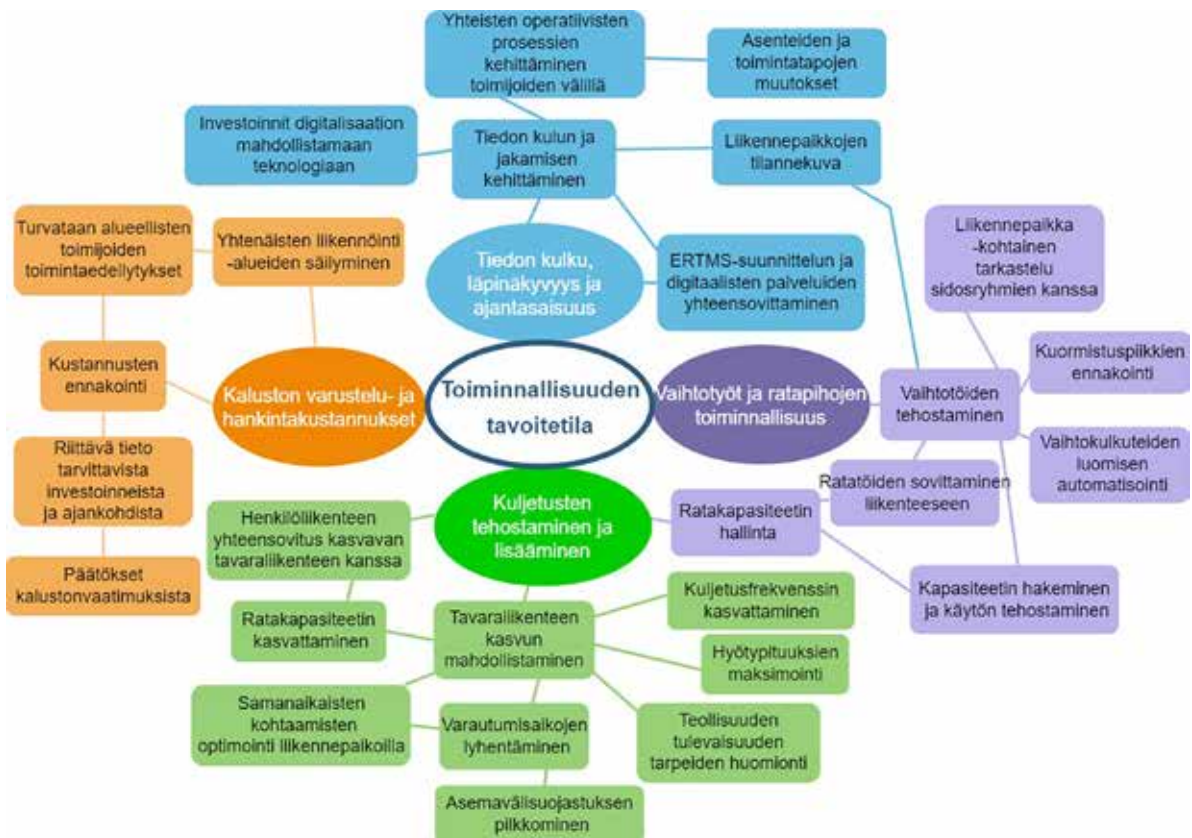 Yhteisten operatiivisten
prosessien
kehittäminen
toimijoiden välillä
Asenteiden ja
toimintatapojen
muutokset
Investoinnit digitalisaation
mahdollistamaan
teknologiaan
Tiedon kulun ja
jakamisen
kehittäminen
Liikennepaikkojen
tilannekuva
Turvataan alueellisten
toimijoiden
toimintaedellytykset
Yhtenäisten liikennöinti
-alueiden säilyminen
Tiedon kulku,
läpinäkyvyys ja
ajantasaisuus
ERTMS-suunnittelun ja
digitaalisten palveluiden
yhteensovittaminen
Liikennepaikka
-kohtainen
tarkastelu
sidosryhmien kanssa
Kustannusten
ennakointi
Kaluston varustelu- ja
hankintakustannukset
Toiminnallisuuden
tavoitetila
Vaihtotyöt ja ratapihojen
toiminnallisuus
Vaihtotöiden
tehostaminen
Kuormistuspiikkien
ennakointi
Vaihtokulkuteiden
luomisen
automatisointi
Riittävä tieto
tarvittavista
investoinneista
ja ajankohdista
Kuljetusten
tehostaminen ja
lisääminen
Ratatöiden sovittaminen
liikenteeseen
Ratakapasiteetin
hallinta
Henkilöliikenteen
yhteensovitus kasvavan
tavaraliikenteen kanssa
Päätökset
kalustonvaatimuksista
Kapasiteetin hakeminen
ja käytön tehostaminen
Ratakapasiteetin
kasvattaminen
Tavaraliikenteen
kasvun
mahdollistaminen
Kuljetusfrekvenssin
kasvattaminen
Hyötypituuksien
maksimointi
Samanaikaisten
kohtaamisten
optimointi liikennepaikoilla
Varautumisaikojen
lyhentäminen
Teollisuuden
tulevaisuuden
tarpeiden huomionti
Asemavälisuojastuksen
pilkkominen